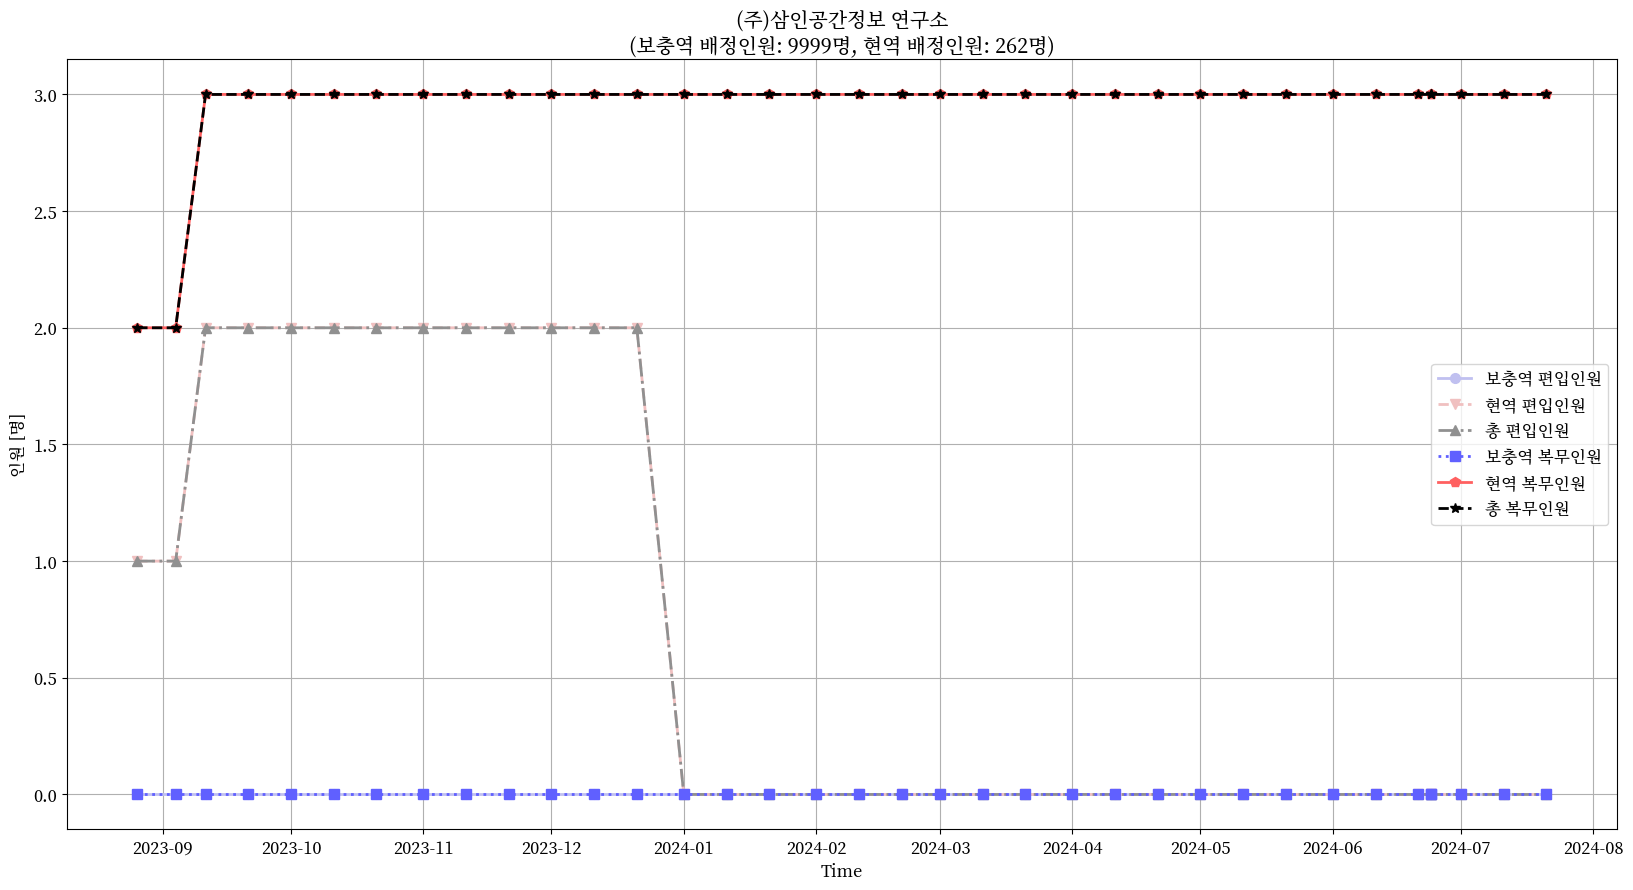 (주)삼인공간정보 연구소
(보충역 배정인원: 9999명, 현역 배정인원: 262명)
인원 [명]
3.0
2.5
2.0
1.5
1.0
0.5
0.0
보충역 편입인원
현역 편입인원
총 편입인원
보충역 복무인원
현역 복무인원
총 복무인원
2023-09 2023-10 2023-11 2023-12 2024-01 2024-02 2024-03 2024-04 2024-05 2024-06 2024-07 2024-08
Time